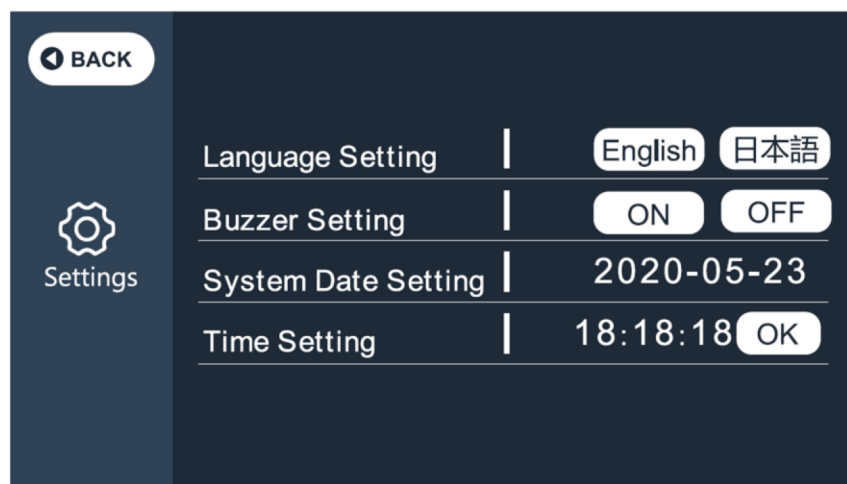 BACK
Settings
Language Setting English 日本語
Buzzer Setting ON OFF
System Date Setting 2020-05-23
Time Setting 18:18:18 OK